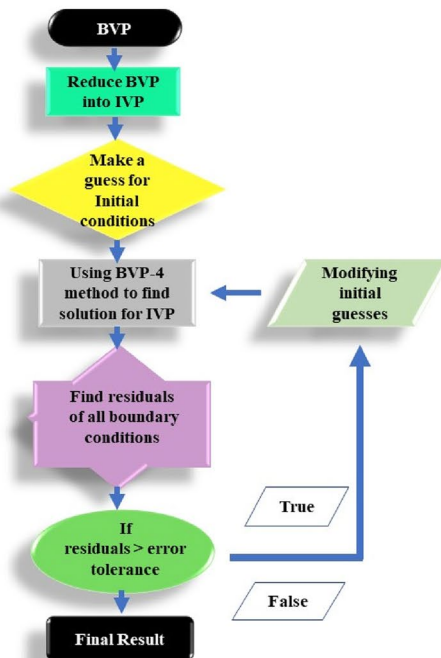 BVP
Reduce BVP
into IVP
Make a
guess for
Initial
conditions
Using BVP-4
method to find
solution for IVP
Modifying
initial
guesses
Find residuals
of all boundary
conditions
If
residuals > error
tolerance
True
False
Final Result